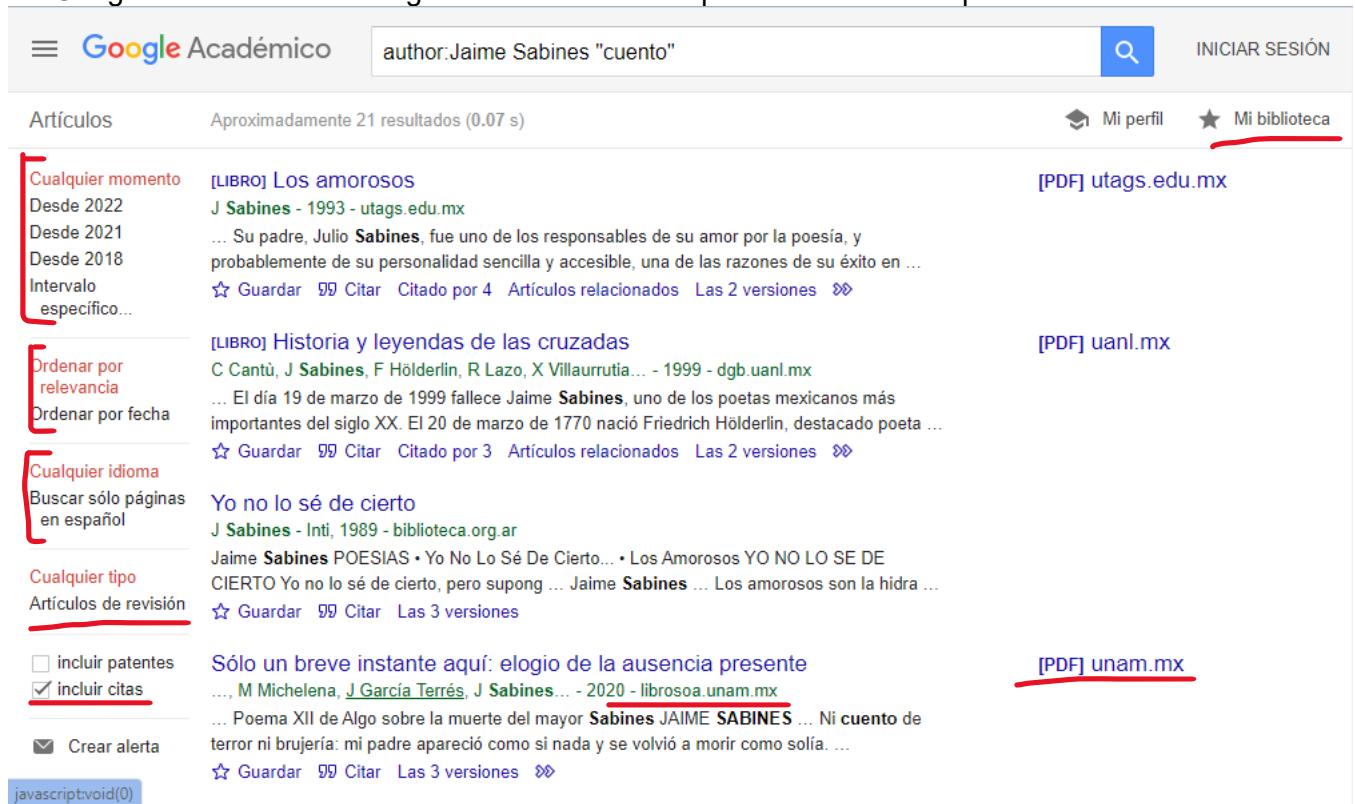 Google Académico
author:Jaime Sabines "cuento"
INICIAR SESIÓN
Artículos
Aproximadamente 21 resultados (0.07 s)
Mi perfil
Mi biblioteca
Cualquier momento
Desde 2022
Desde 2021
Desde 2018
Intervalo
específico...
Ordenar por
relevancia
Ordenar por fecha
Cualquier idioma
Buscar sólo páginas
en español
Cualquier tipo
Artículos de revisión
incluir patentes
incluir citas
Crear alerta
[LIBRO] Los amorosos
[PDF] utags.edu.mx
J Sabines - 1993 - utags.edu.mx
… Su padre, Julio Sabines, fue uno de los responsables de su amor por la poesía, y
probablemente de su personalidad sencilla y accesible, una de las razones de su éxito en …
Guardar Citar Citado por 4 Artículos relacionados Las 2 versiones
[LIBRO] Historia y leyendas de las cruzadas
[PDF] uanl.mx
C Cantù, J Sabines, F Hölderlin, R Lazo, X Villaurrutia… - 1999 - dgb.uanl.mx
… El día 19 de marzo de 1999 fallece Jaime Sabines, uno de los poetas mexicanos más
importantes del siglo XX. El 20 de marzo de 1770 nació Friedrich Hölderlin, destacado poeta …
Guardar Citar Citado por 3 Artículos relacionados Las 2 versiones
Yo no lo sé de cierto
J Sabines - Inti, 1989 - biblioteca.org.ar
Jaime Sabines POESIAS • Yo No Lo Sé De Cierto... • Los Amorosos YO NO LO SE DE
CIERTO Yo no lo sé de cierto, pero supong … Jaime Sabines … Los amorosos son la hidra …
Guardar Citar Las 3 versiones
Sólo un breve instante aquí: elogio de la ausencia presente
[PDF] unam.mx
…, M Michelena, J García Terrés, J Sabines… - 2020 - librosoa.unam.mx
… Poema XII de Algo sobre la muerte del mayor Sabines JAIME SABINES … Ni cuento de
terror ni brujería: mi padre apareció como si nada y se volvió a morir como solía. …
Guardar Citar Las 3 versiones
javascript:void(0)